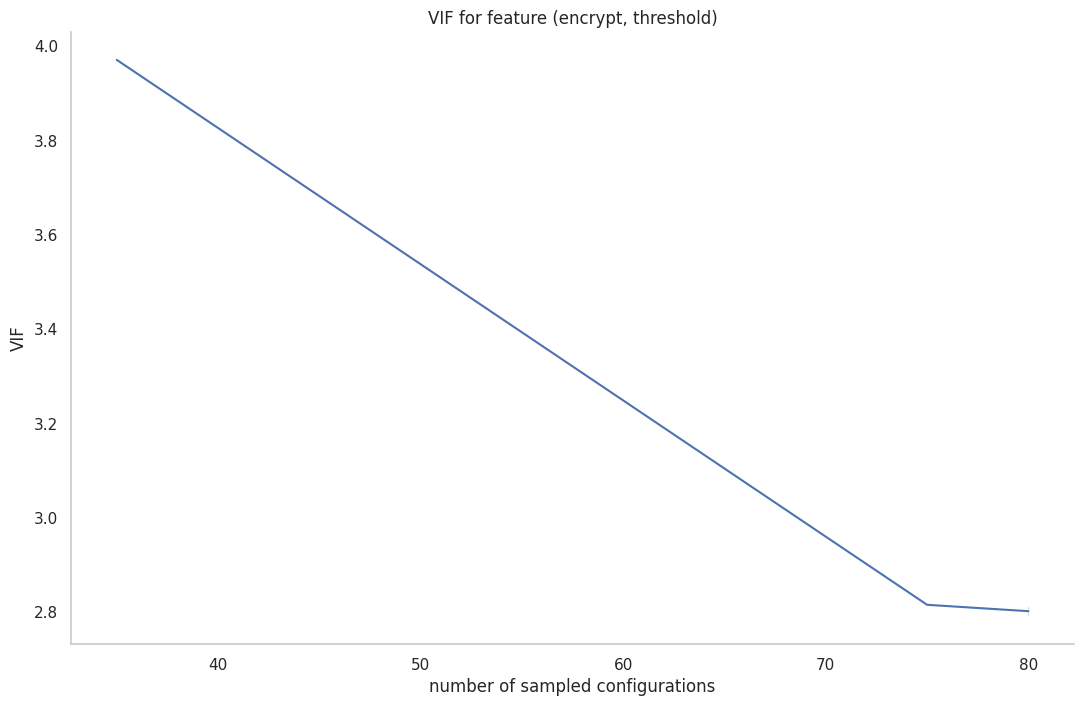 VIF for feature (encrypt, threshold)
4.0
3.8
3.6
3.4
3.2
3.0
2.8
VIF
40 50 60 70 80
number of sampled configurations